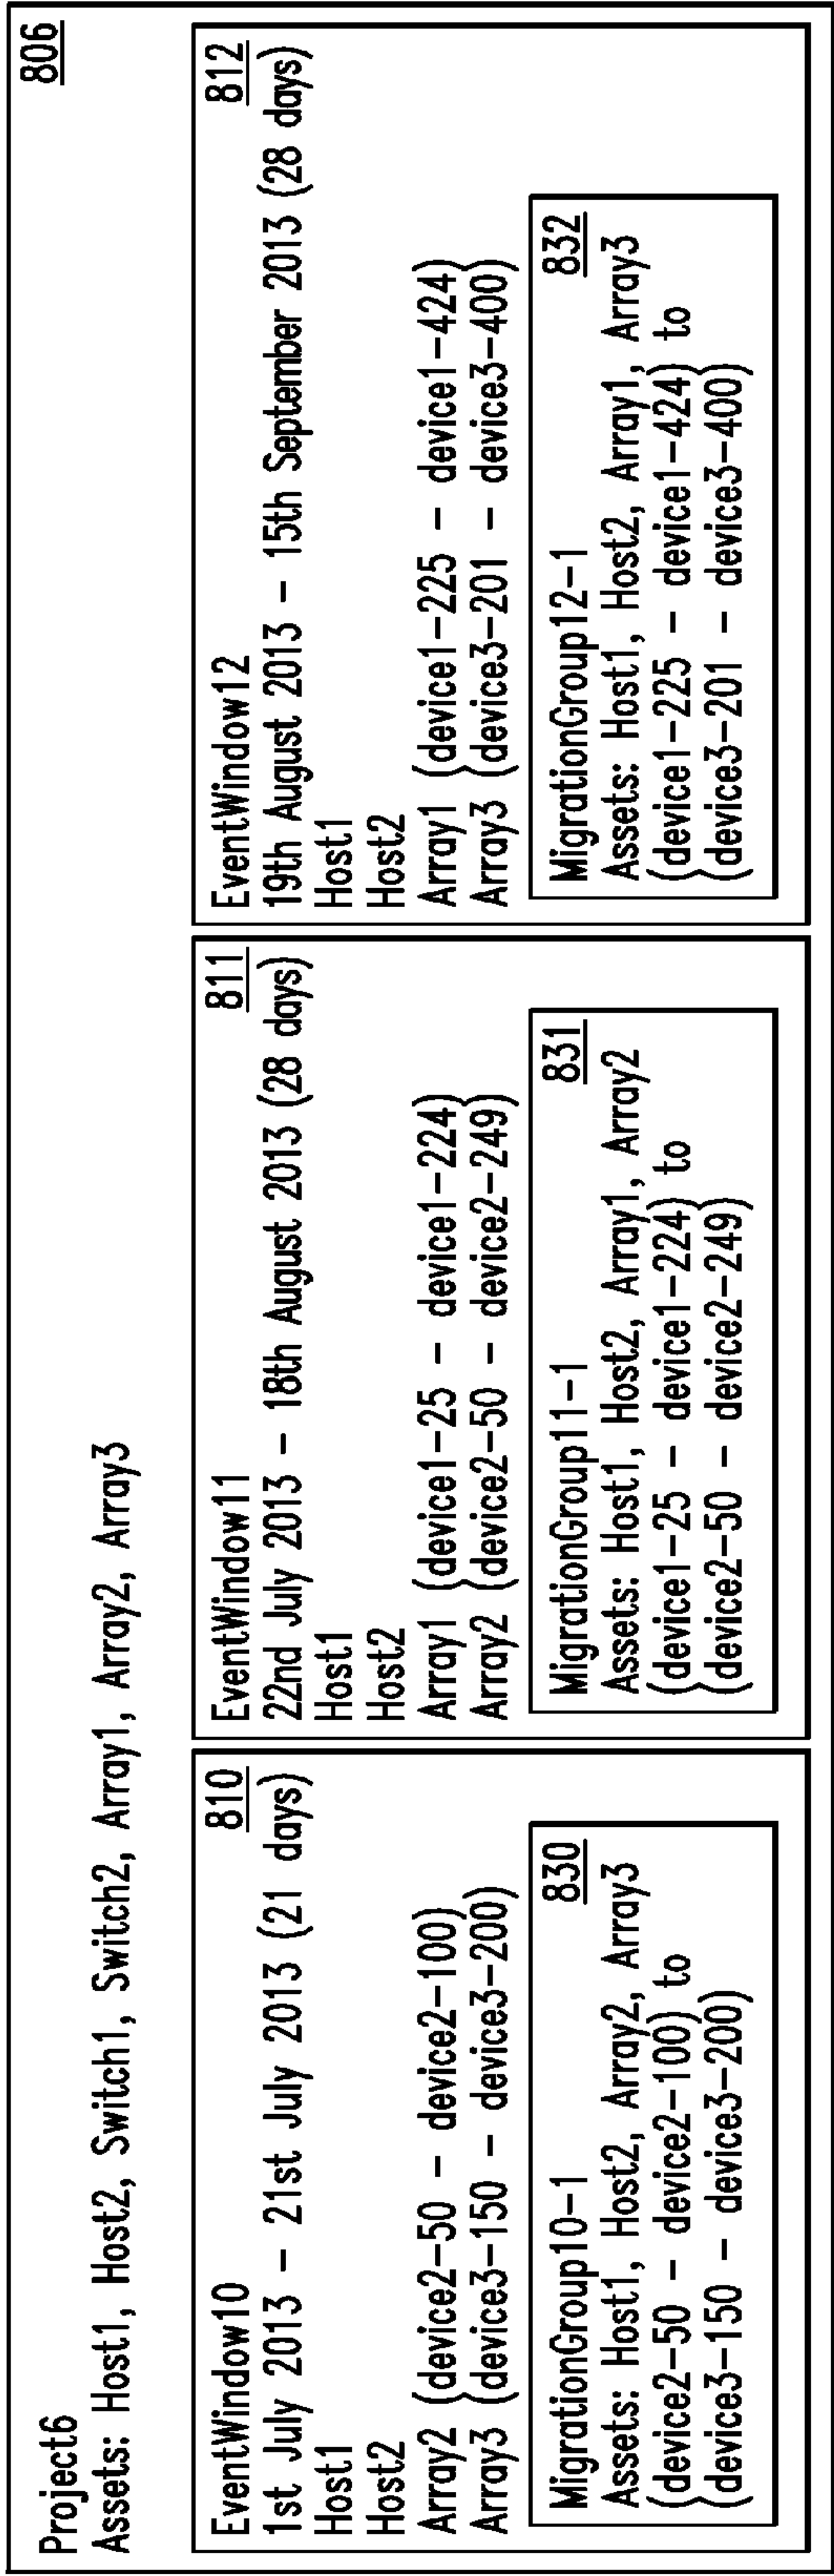 806
Project6
Assets: Host1, Host2, Switch1, Switch2, Array1, Array2, Array3
810
EventWindow10
1st July 2013 – 21st July 2013 (21 days)
Host1
Host2
Array2 (device2–50 – device2–100)
Array3 (device3–150 – device3–200)
830
MigrationGroup10–1
Assets: Host1, Host2, Array2, Array3
(device2–50 – device2–100) to
(device3–150 – device3–200)
811
EventWindow11
22nd July 2013 – 18th August 2013 (28 days)
Host1
Host2
Array1 (device1–25 – device1–224)
Array2 (device2–50 – device2–249)
831
MigrationGroup11–1
Assets: Host1, Host2, Array1, Array2
(device1–25 – device1–224) to
(device2–50 – device2–249)
812
EventWindow12
19th August 2013 – 15th September 2013 (28 days)
Host1
Host2
Array1 (device1–225 – device1–424)
Array3 (device3–201 – device3–400)
832
MigrationGroup12–1
Assets: Host1, Host2, Array1, Array3
(device1–225 – device1–424) to
(device3–201 – device3–400)